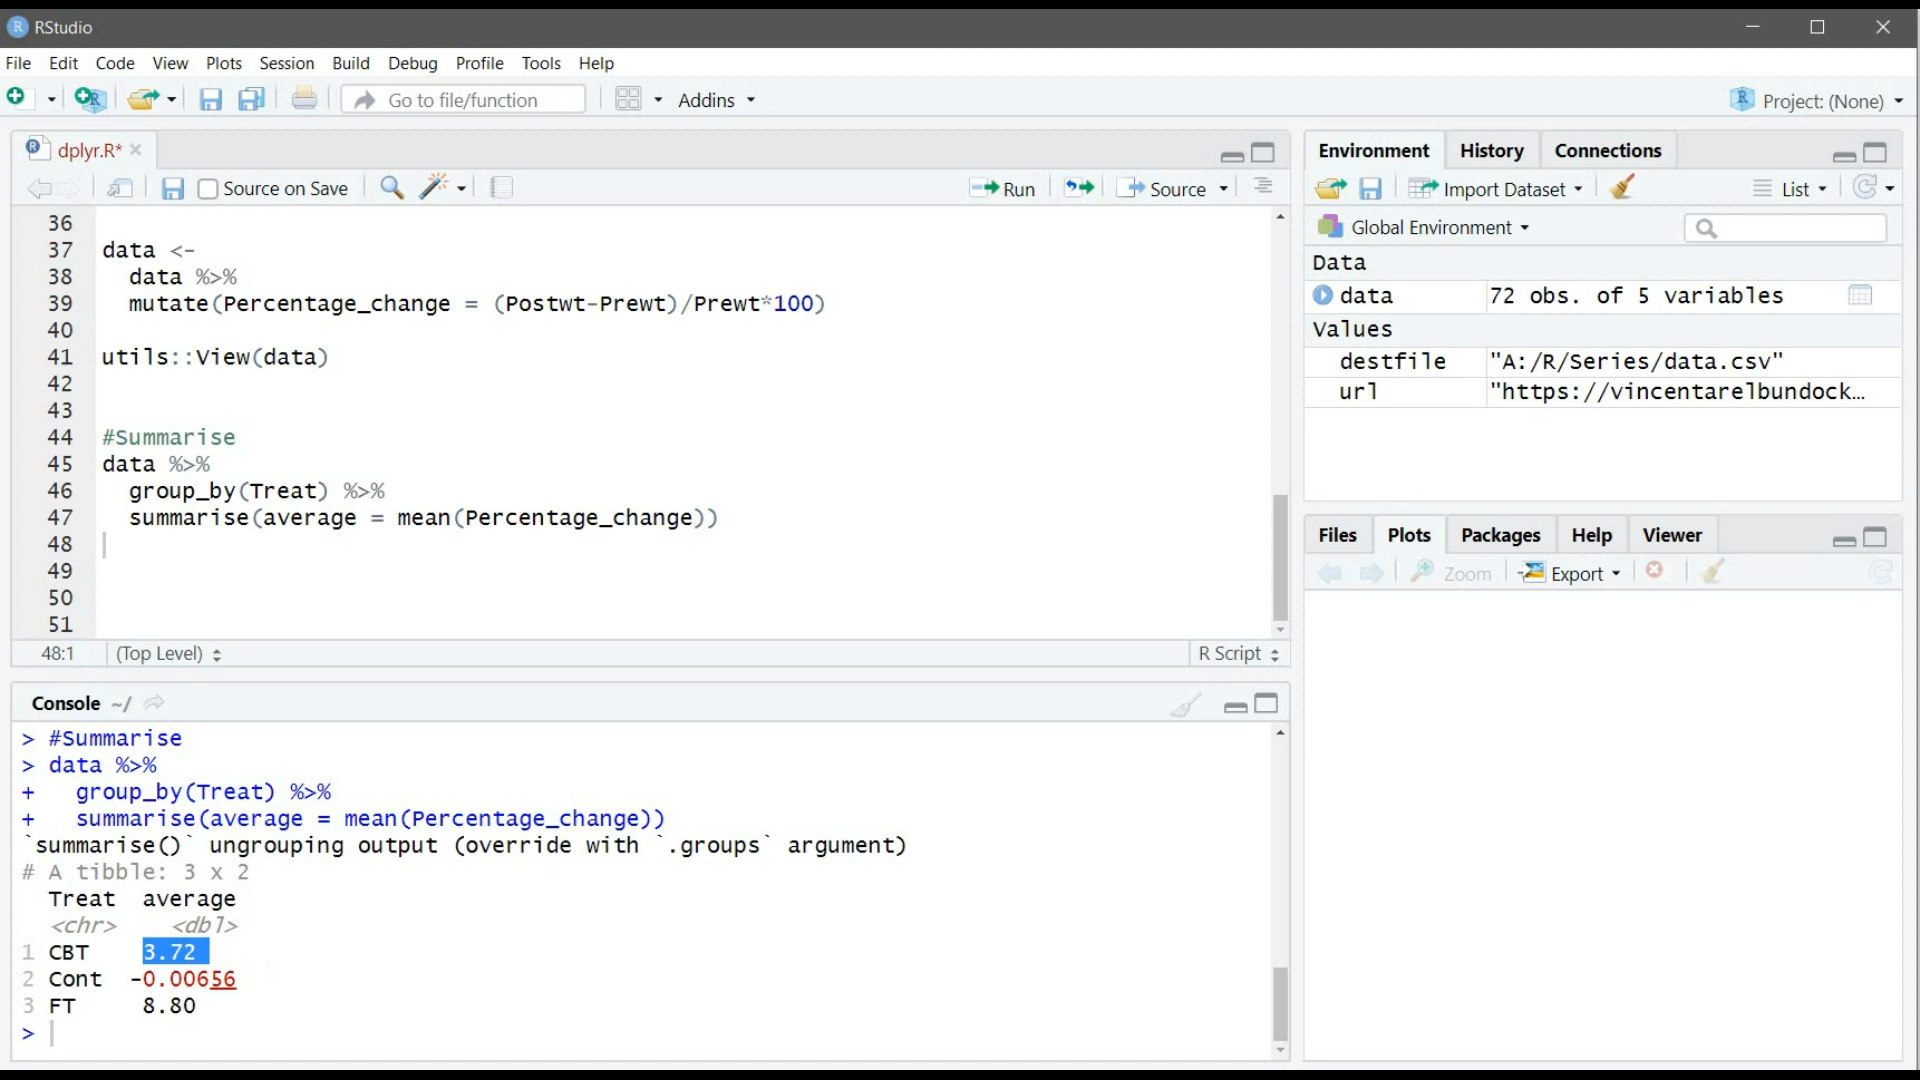 RStudio
File Edit Code View Plots Session Build Debug Profile Tools Help
Go to file/function Addins Project: (None)
dplyr.R*
Source on Save Run Source
36
37 data <-
38   data %>%
39   mutate(Percentage_change = (Postwt-Prewt)/Prewt*100)
40
41 utils::View(data)
42
43
44 #Summarise
45 data %>%
46   group_by(Treat) %>%
47   summarise(average = mean(Percentage_change))
48
49
50
51
48:1 (Top Level) R Script
Console ~/
> #Summarise
> data %>%
+   group_by(Treat) %>%
+   summarise(average = mean(Percentage_change))
`summarise()` ungrouping output (override with `.groups` argument)
# A tibble: 3 x 2
  Treat  average
  <chr>    <dbl>
1 CBT    3.72
2 Cont  -0.00656
3 FT     8.80
>
Environment History Connections
Import Dataset List
Global Environment
Data
data 72 obs. of 5 variables
Values
destfile "A:/R/Series/data.csv"
url "https://vincentarelbundock…
Files Plots Packages Help Viewer
Zoom Export